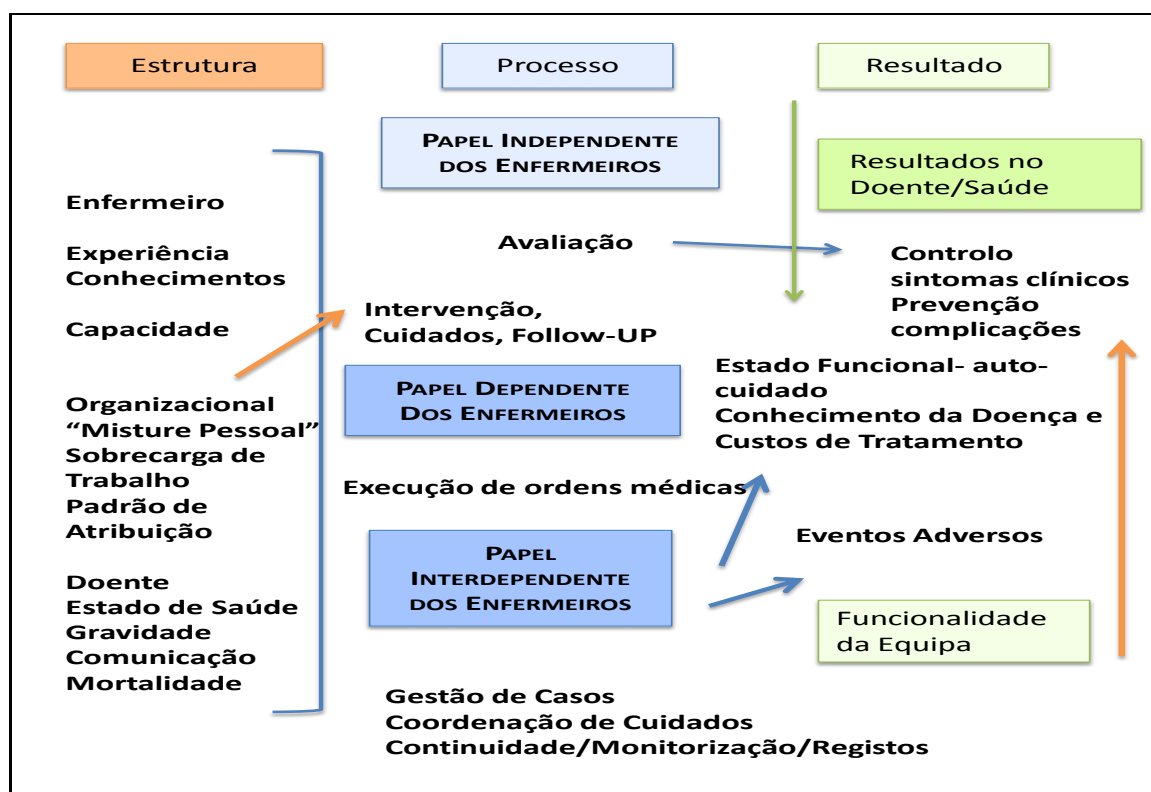 Estrutura
Processo
Resultado
PAPEL INDEPENDENTE
DOS ENFERMEIROS
Resultados no
Doente/Saúde
Enfermeiro
Experiência
Conhecimentos
Capacidade
Organizacional
“Misture Pessoal”
Sobrecarga de
Trabalho
Padrão de
Atribuição
Doente
Estado de Saúde
Gravidade
Comunicação
Mortalidade
Avaliação
Intervenção,
Cuidados, Follow-UP
PAPEL DEPENDENTE
DOS ENFERMEIROS
Execução de ordens médicas
PAPEL
INTERDEPENDENTE
DOS ENFERMEIROS
Gestão de Casos
Coordenação de Cuidados
Continuidade/Monitorização/Registos
Controlo
sintomas clínicos
Prevenção
complicações
Estado Funcional- auto-
cuidado
Conhecimento da Doença e
Custos de Tratamento
Eventos Adversos
Funcionalidade
da Equipa